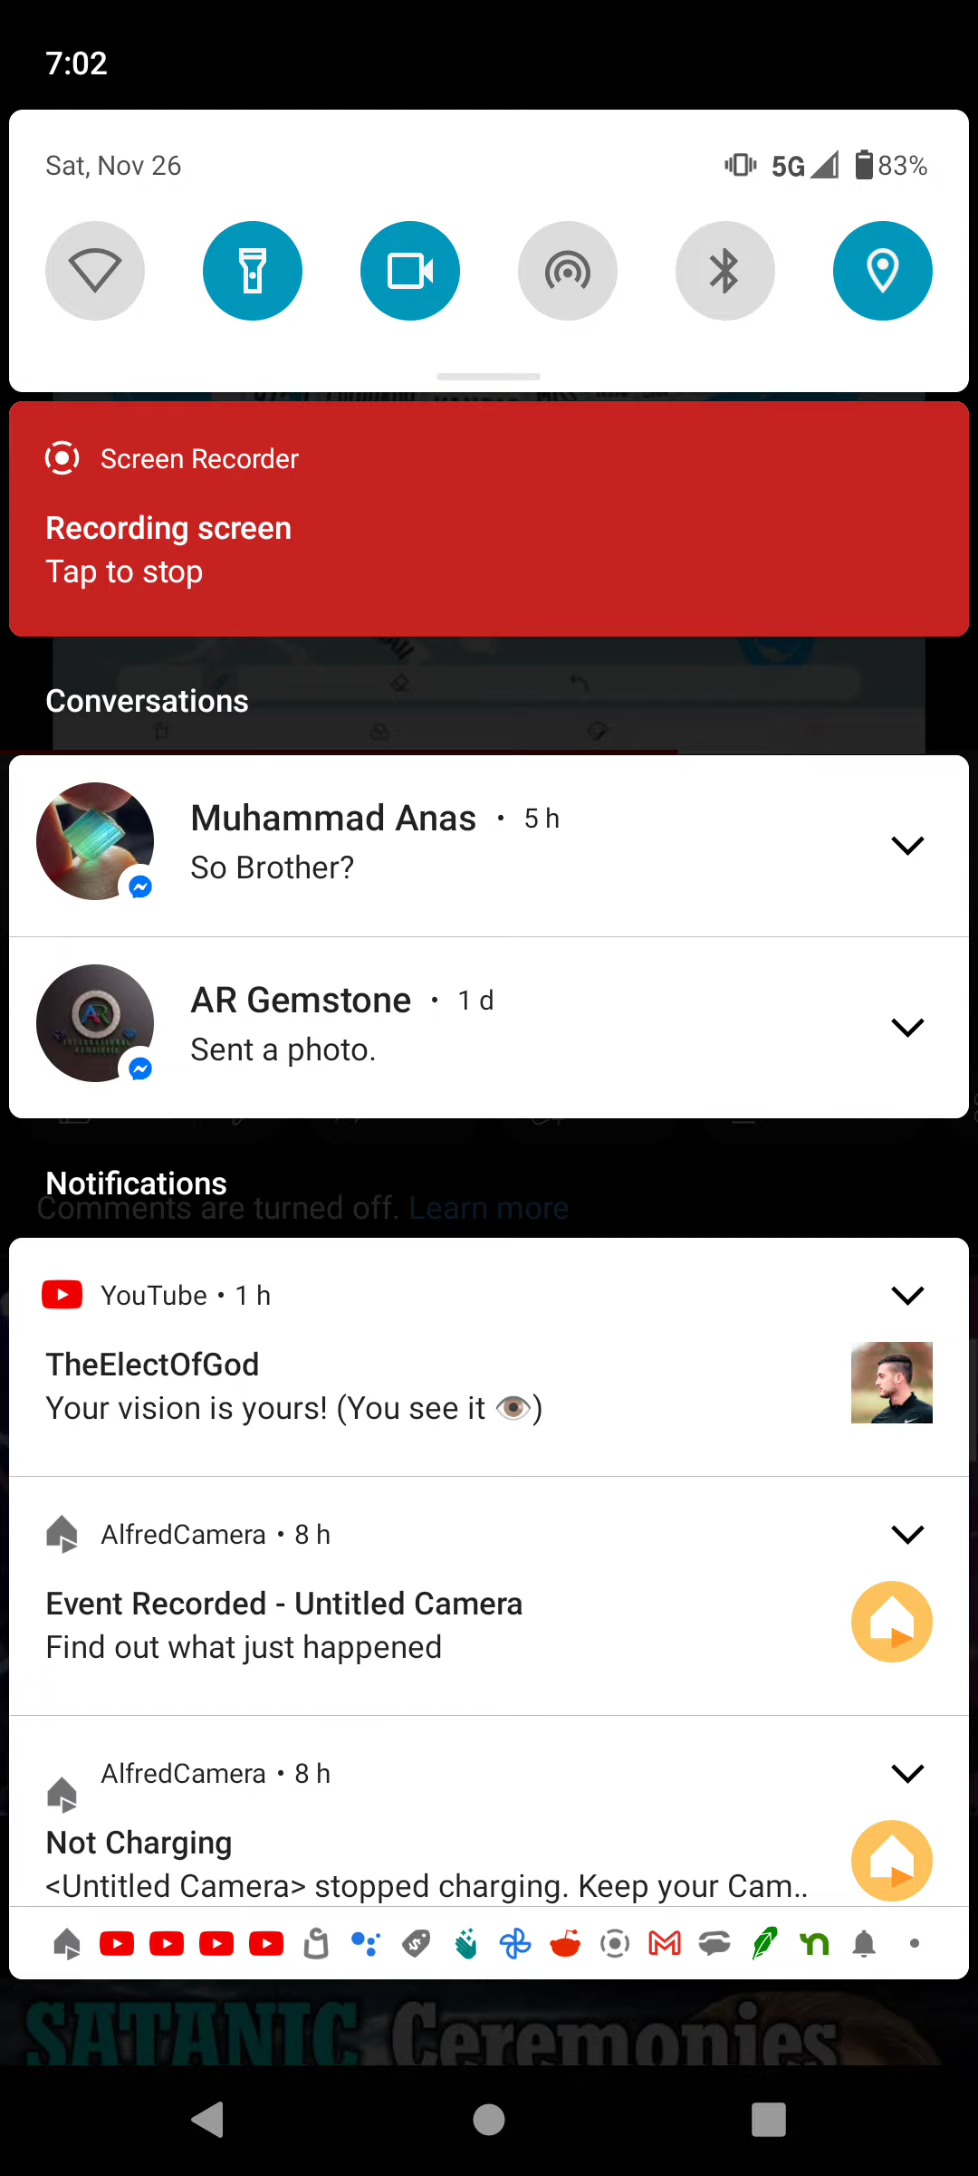 7:02
Sat, Nov 26
5G 83%
Screen Recorder
Recording screen
Tap to stop
Conversations
Muhammad Anas • 5 h
So Brother?
AR Gemstone • 1 d
Sent a photo.
Notifications
Comments are turned off. Learn more
YouTube • 1 h
TheElectOfGod
Your vision is yours! (You see it 👁)
AlfredCamera • 8 h
Event Recorded - Untitled Camera
Find out what just happened
AlfredCamera • 8 h
Not Charging
<Untitled Camera> stopped charging. Keep your Cam..
SATANIC Ceremonies